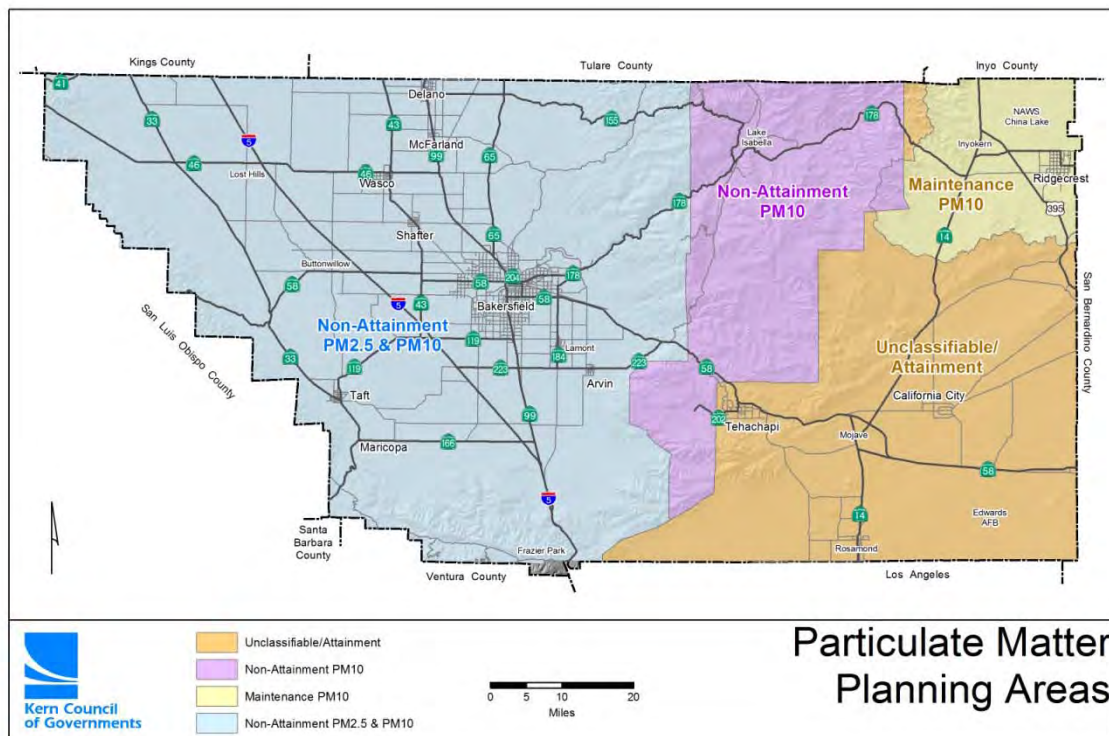 Kings County
Tulare County
Inyo County
41
33
5
43
Delano
155
178
NAWS
China Lake
McFarland
99
65
Lake
Isabella
Inyokern
46
Lost Hills
46
Wasco
Ridgecrest
Non-Attainment
PM10
Maintenance
PM10
178
395
Shafter
65
14
Buttonwillow
58
58
204
178
43
5
Bakersfield
58
San Luis Obispo County
San Bernardino County
Non-Attainment
PM2.5 & PM10
119
Lamont
184
Unclassifiable/
Attainment
33
119
223
223
58
Arvin
California City
Taft
99
202
Tehachapi
Mojave
Maricopa
166
58
5
14
Edwards
AFB
Santa
Barbara
County
Frazier Park
Rosamond
Ventura County
Los Angeles
Kern Council
of Governments
Unclassifiable/Attainment
Non-Attainment PM10
Maintenance PM10
Non-Attainment PM2.5 & PM10
0 5 10 20
Miles
Particulate Matter
Planning Areas